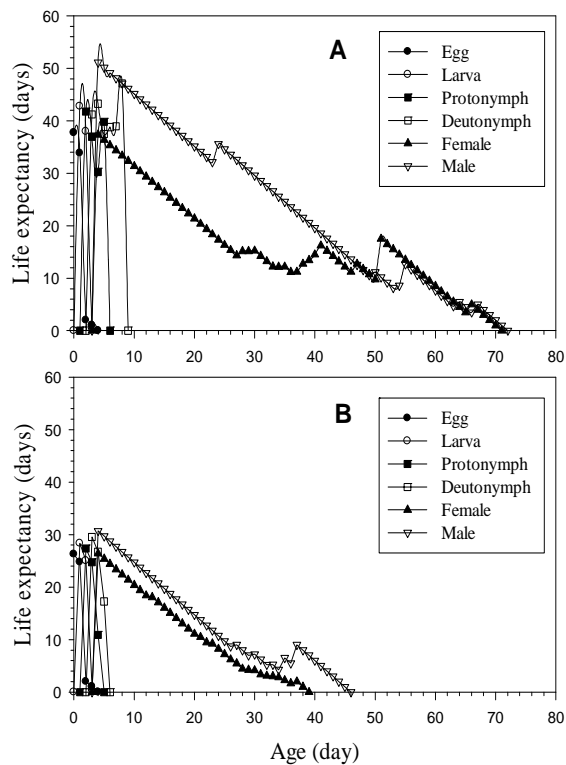 60
50
40
30
20
10
0
Life expectancy (days)
A
Egg
Larva
Protonymph
Deutonymph
Female
Male
0 10 20 30 40 50 60 70 80
60
50
40
30
20
10
0
Life expectancy (days)
B
Egg
Larva
Protonymph
Deutonymph
Female
Male
0 10 20 30 40 50 60 70 80
Age (day)